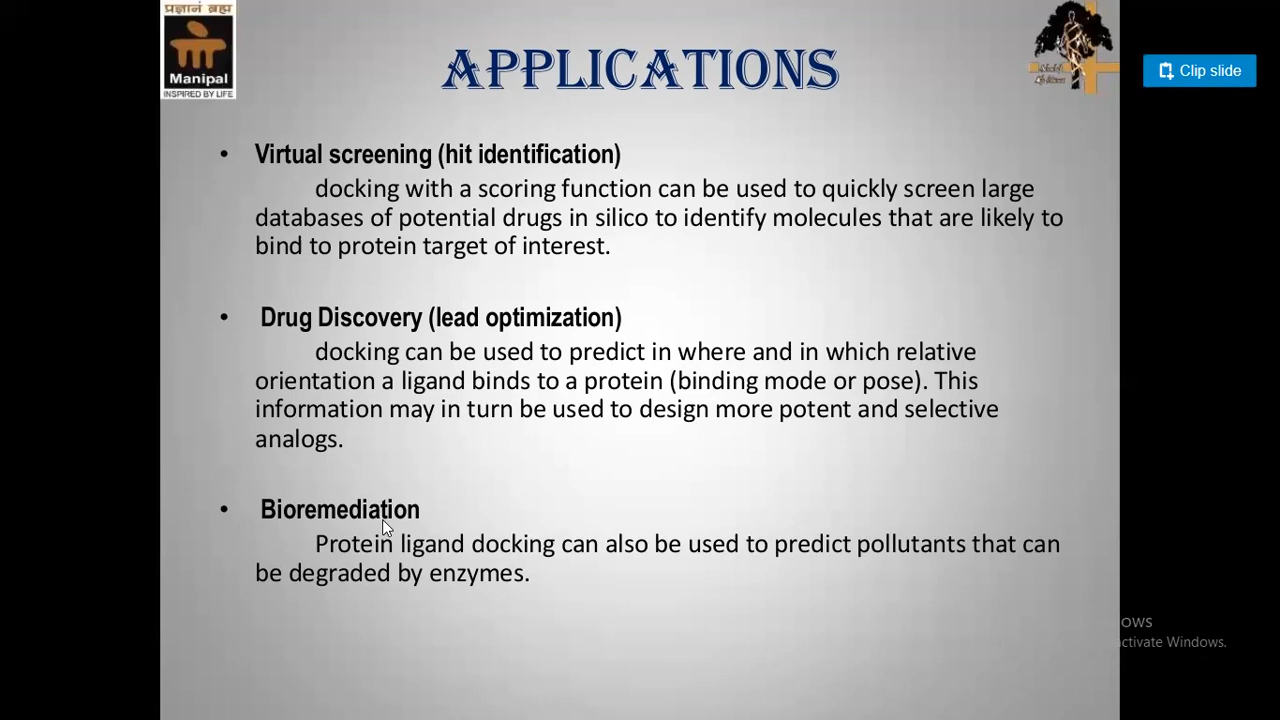 प्रज्ञानं ब्रह्म
Manipal
INSPIRED BY LIFE
APPLICATIONS
Clip slide
• Virtual screening (hit identification)
docking with a scoring function can be used to quickly screen large
databases of potential drugs in silico to identify molecules that are likely to
bind to protein target of interest.
• Drug Discovery (lead optimization)
docking can be used to predict in where and in which relative
orientation a ligand binds to a protein (binding mode or pose). This
information may in turn be used to design more potent and selective
analogs.
• Bioremediation
Protein ligand docking can also be used to predict pollutants that can
be degraded by enzymes.
ows
activate Windows.